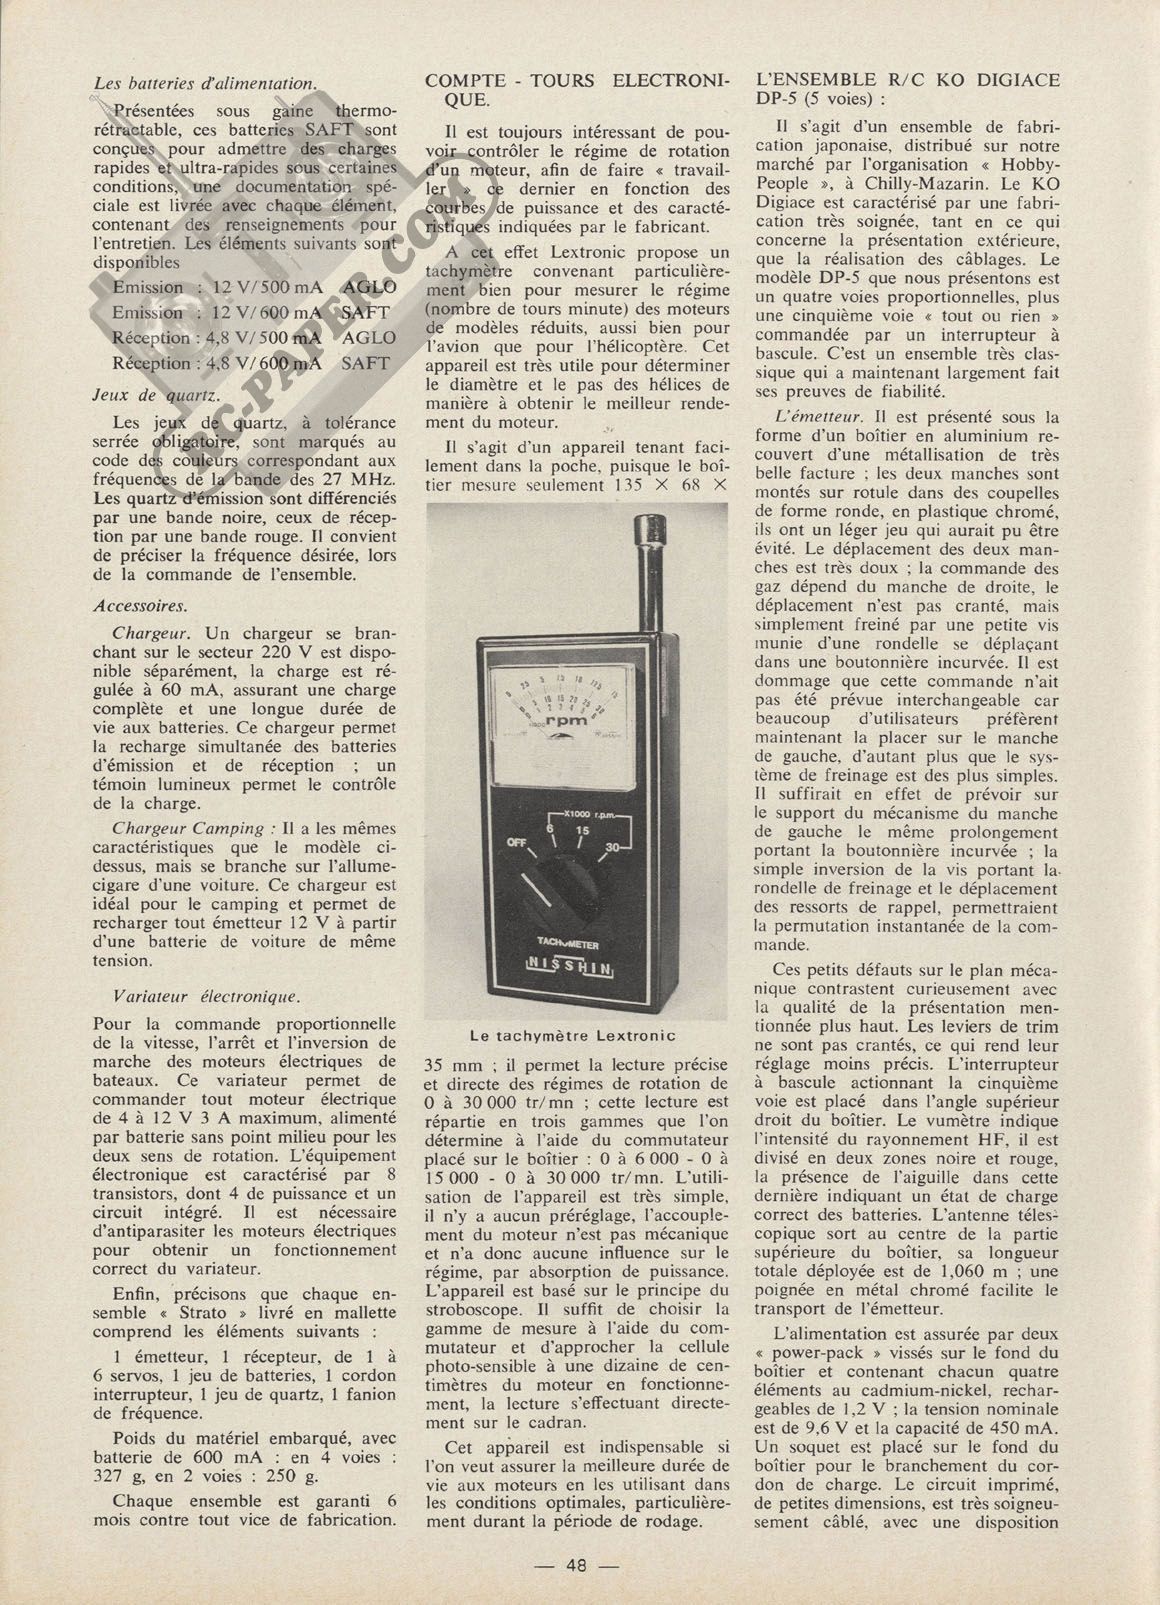 Les batteries d'alimentation.
Présentées sous gaine thermo-
rétractable, ces batteries SAFT sont
conçues pour admettre des charges
rapides et ultra-rapides sous certaines
conditions, une documentation spé-
ciale est livrée avec chaque élément,
contenant des renseignements pour
l'entretien. Les éléments suivants sont
disponibles
Emission : 12 V/500 mA AGLO
Emission : 12 V/600 mA SAFT
Réception : 4,8 V/500 mA AGLO
Réception : 4,8 V/600 mA SAFT
Jeux de quartz.
Les jeux de quartz, à tolérance
serrée obligatoire, sont marqués au
code des couleurs correspondant aux
fréquences de la bande des 27 MHz.
Les quartz d'émission sont différenciés
par une bande noire, ceux de récep-
tion par une bande rouge. Il convient
de préciser la fréquence désirée, lors
de la commande de l'ensemble.
Accessoires.
Chargeur. Un chargeur se bran-
chant sur le secteur 220 V est dispo-
nible séparément, la charge est ré-
gulée à 60 mA, assurant une charge
complète et une longue durée de
vie aux batteries. Ce chargeur permet
la recharge simultanée des batteries
d'émission et de réception ; un
témoin lumineux permet le contrôle
de la charge.
Chargeur Camping : Il a les mêmes
caractéristiques que le modèle ci-
dessus, mais se branche sur l'allume-
cigare d'une voiture. Ce chargeur est
idéal pour le camping et permet de
recharger tout émetteur 12 V à partir
d'une batterie de voiture de même
tension.
Variateur électronique.
Pour la commande proportionnelle
de la vitesse, l'arrêt et l'inversion de
marche des moteurs électriques de
bateaux. Ce variateur permet de
commander tout moteur électrique
de 4 à 12 V 3 A maximum, alimenté
par batterie sans point milieu pour les
deux sens de rotation. L'équipement
électronique est caractérisé par 8
transistors, dont 4 de puissance et un
circuit intégré. Il est nécessaire
d'antiparasiter les moteurs électriques
pour obtenir un fonctionnement
correct du variateur.
Enfin, précisons que chaque en-
semble « Strato » livré en mallette
comprend les éléments suivants :
1 émetteur, 1 récepteur, de 1 à
6 servos, 1 jeu de batteries, 1 cordon
interrupteur, 1 jeu de quartz, 1 fanion
de fréquence.
Poids du matériel embarqué, avec
batterie de 600 mA : en 4 voies :
327 g, en 2 voies : 250 g.
Chaque ensemble est garanti 6
mois contre tout vice de fabrication.
COMPTE - TOURS ELECTRONI-
QUE.
Il est toujours intéressant de pou-
voir contrôler le régime de rotation
d'un moteur, afin de faire « travail-
ler » ce dernier en fonction des
courbes de puissance et des caracté-
ristiques indiquées par le fabricant.
A cet effet Lextronic propose un
tachymètre convenant particulière-
ment bien pour mesurer le régime
(nombre de tours minute) des moteurs
de modèles réduits, aussi bien pour
l'avion que pour l'hélicoptère. Cet
appareil est très utile pour déterminer
le diamètre et le pas des hélices de
manière à obtenir le meilleur rende-
ment du moteur.
Il s'agit d'un appareil tenant faci-
lement dans la poche, puisque le boî-
tier mesure seulement 135 × 68 ×
rpm
X1000 r.p.m.
OFF 6 15 30
TACHOMETER
NISSHIN
Le tachymètre Lextronic
35 mm ; il permet la lecture précise
et directe des régimes de rotation de
0 à 30 000 tr/mn ; cette lecture est
répartie en trois gammes que l'on
détermine à l'aide du commutateur
placé sur le boîtier : 0 à 6 000 - 0 à
15 000 - 0 à 30 000 tr/mn. L'utili-
sation de l'appareil est très simple,
il n'y a aucun préréglage, l'accouple-
ment du moteur n'est pas mécanique
et n'a donc aucune influence sur le
régime, par absorption de puissance.
L'appareil est basé sur le principe du
stroboscope. Il suffit de choisir la
gamme de mesure à l'aide du com-
mutateur et d'approcher la cellule
photo-sensible à une dizaine de cen-
timètres du moteur en fonctionne-
ment, la lecture s'effectuant directe-
ment sur le cadran.
Cet appareil est indispensable si
l'on veut assurer la meilleure durée de
vie aux moteurs en les utilisant dans
les conditions optimales, particulière-
ment durant la période de rodage.
L'ENSEMBLE R/C KO DIGIACE
DP-5 (5 voies) :
Il s'agit d'un ensemble de fabri-
cation japonaise, distribué sur notre
marché par l'organisation « Hobby-
People », à Chilly-Mazarin. Le KO
Digiace est caractérisé par une fabri-
cation très soignée, tant en ce qui
concerne la présentation extérieure,
que la réalisation des câblages. Le
modèle DP-5 que nous présentons est
un quatre voies proportionnelles, plus
une cinquième voie « tout ou rien »
commandée par un interrupteur à
bascule. C'est un ensemble très clas-
sique qui a maintenant largement fait
ses preuves de fiabilité.
L'émetteur. Il est présenté sous la
forme d'un boîtier en aluminium re-
couvert d'une métallisation de très
belle facture ; les deux manches sont
montés sur rotule dans des coupelles
de forme ronde, en plastique chromé,
ils ont un léger jeu qui aurait pu être
évité. Le déplacement des deux man-
ches est très doux ; la commande des
gaz dépend du manche de droite, le
déplacement n'est pas cranté, mais
simplement freiné par une petite vis
munie d'une rondelle se déplaçant
dans une boutonnière incurvée. Il est
dommage que cette commande n'ait
pas été prévue interchangeable car
beaucoup d'utilisateurs préfèrent
maintenant la placer sur le manche
de gauche, d'autant plus que le sys-
tème de freinage est des plus simples.
Il suffirait en effet de prévoir sur
le support du mécanisme du manche
de gauche le même prolongement
portant la boutonnière incurvée ; la
simple inversion de la vis portant la
rondelle de freinage et le déplacement
des ressorts de rappel, permettraient
la permutation instantanée de la com-
mande.
Ces petits défauts sur le plan méca-
nique contrastent curieusement avec
la qualité de la présentation men-
tionnée plus haut. Les leviers de trim
ne sont pas crantés, ce qui rend leur
réglage moins précis. L'interrupteur
à bascule actionnant la cinquième
voie est placé dans l'angle supérieur
droit du boîtier. Le vumètre indique
l'intensité du rayonnement HF, il est
divisé en deux zones noire et rouge,
la présence de l'aiguille dans cette
dernière indiquant un état de charge
correct des batteries. L'antenne téles-
copique sort au centre de la partie
supérieure du boîtier, sa longueur
totale déployée est de 1,060 m ; une
poignée en métal chromé facilite le
transport de l'émetteur.
L'alimentation est assurée par deux
« power-pack » vissés sur le fond du
boîtier et contenant chacun quatre
éléments au cadmium-nickel, rechar-
geables de 1,2 V ; la tension nominale
est de 9,6 V et la capacité de 450 mA.
Un soquet est placé sur le fond du
boîtier pour le branchement du cor-
don de charge. Le circuit imprimé,
de petites dimensions, est très soigneu-
sement câblé, avec une disposition
— 48 —
RC-PAPER.COM